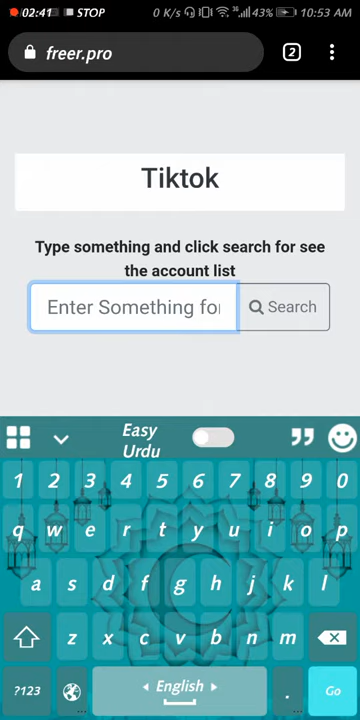 02:41 STOP 0 K/s 3G 43% 10:53 AM
freer.pro 2
Tiktok
Type something and click search for see
the account list
Enter Something for Search
Easy
Urdu
1 2 3 4 5 6 7 8 9 0
q w e r t y u i o p
a s d f g h j k l
z x c v b n m
?123 ... English . ... Go